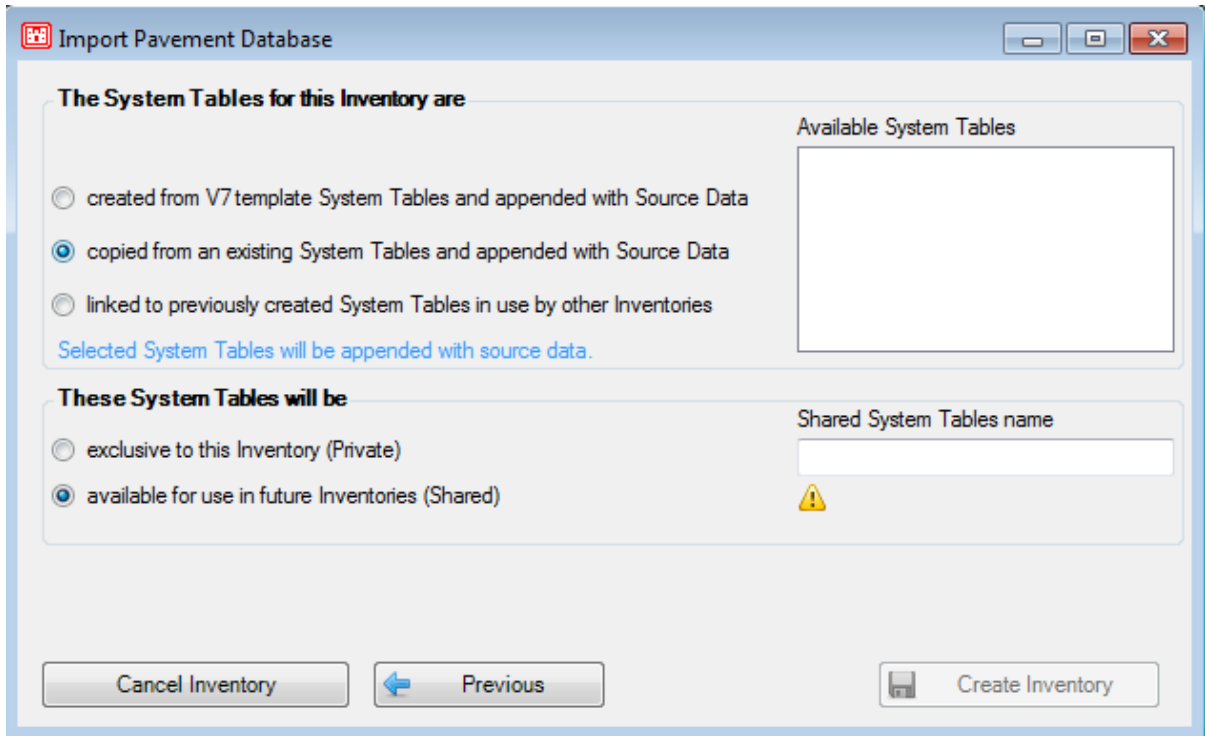 Import Pavement Database
The System Tables for this Inventory are
Available System Tables
created from V7 template System Tables and appended with Source Data
copied from an existing System Tables and appended with Source Data
linked to previously created System Tables in use by other Inventories
Selected System Tables will be appended with source data.
These System Tables will be
Shared System Tables name
exclusive to this Inventory (Private)
available for use in future Inventories (Shared)
Cancel Inventory
Previous
Create Inventory